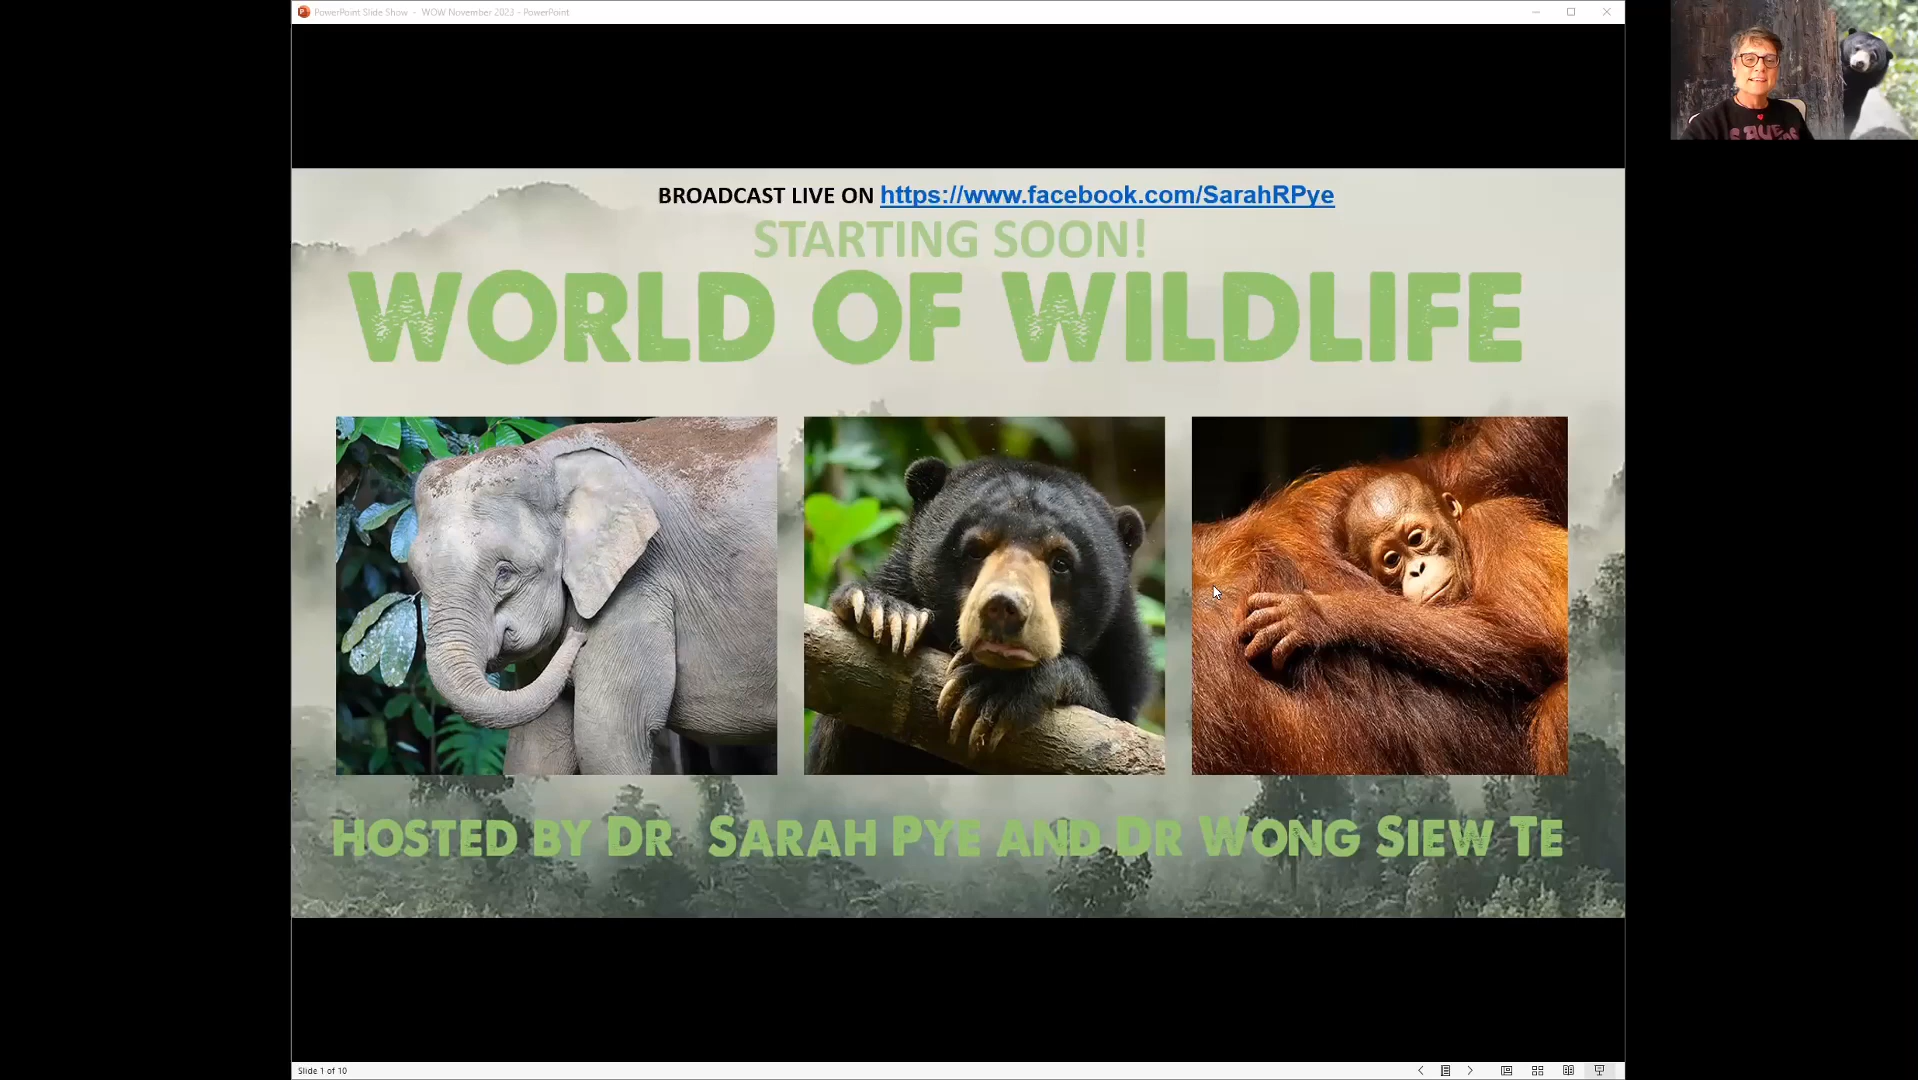 PowerPoint Slide Show - WOW November 2023 - PowerPoint
BROADCAST LIVE ON https://www.facebook.com/SarahRPye
STARTING SOON!
WORLD OF WILDLIFE
HOSTED BY DR SARAH PYE AND DR WONG SIEW TE
Slide 1 of 10